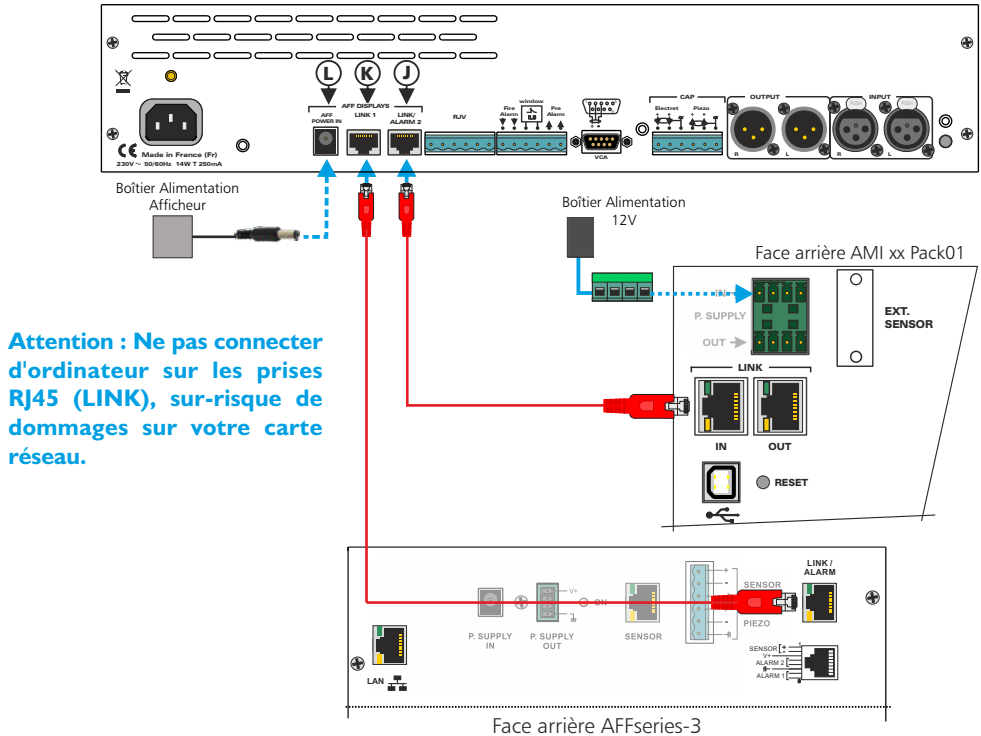 L K J
AFF DISPLAYS
AFF
POWER IN
LINK 1
LINK/
ALARM 2
RJV
Fire
Alarm
window
ILS
Pre
Alarm
VCA
CAP
Electret
Piezo
OUTPUT
INPUT
PUSH
PUSH
R
L
R
L
CE Made in France (Fr)
230V ~ 50/60Hz 14W T 250mA
Boîtier Alimentation
Afficheur
Boîtier Alimentation
12V
Face arrière AMI xx Pack01
IN
P. SUPPLY
OUT
EXT.
SENSOR
LINK
IN
OUT
RESET
Attention : Ne pas connecter
d'ordinateur sur les prises
RJ45 (LINK), sur-risque de
dommages sur votre carte
réseau.
LINK /
ALARM
V+
ON
+
-
SENSOR
PIEZO
-
P. SUPPLY
IN
P. SUPPLY
OUT
SENSOR
LAN
SENSOR
V+
ALARM 2
ALARM 1
Face arrière AFFseries-3